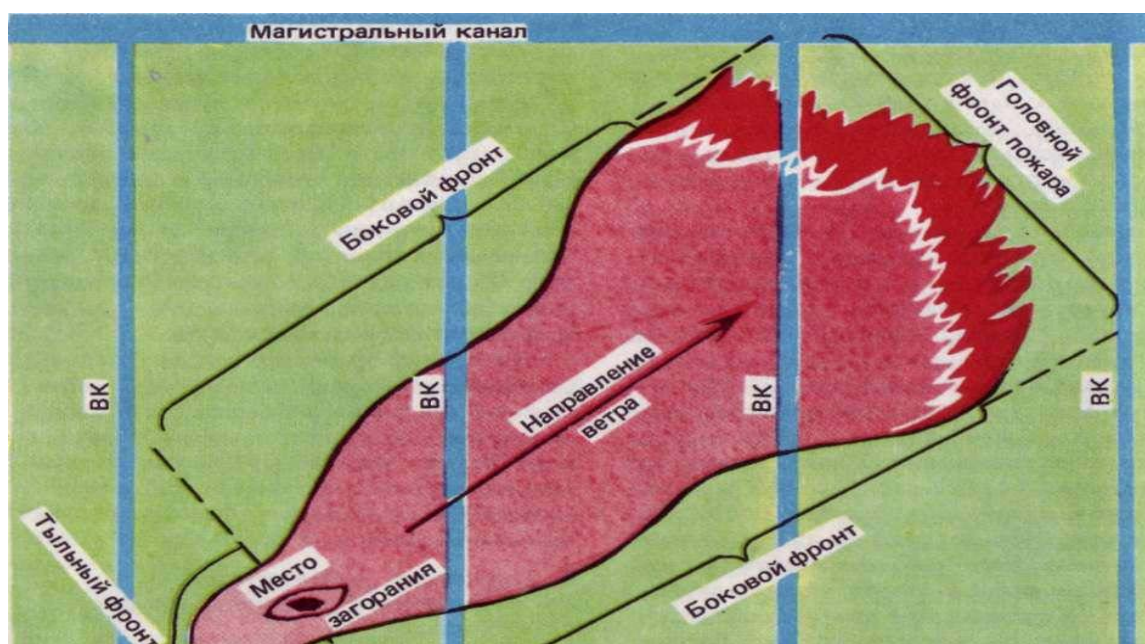 Магистральный канал
Головной
фронт пожара
Боковой фронт
Направление
ветра
ВК
ВК
ВК
ВК
Тыльный фронт
Место
загорания
Боковой фронт